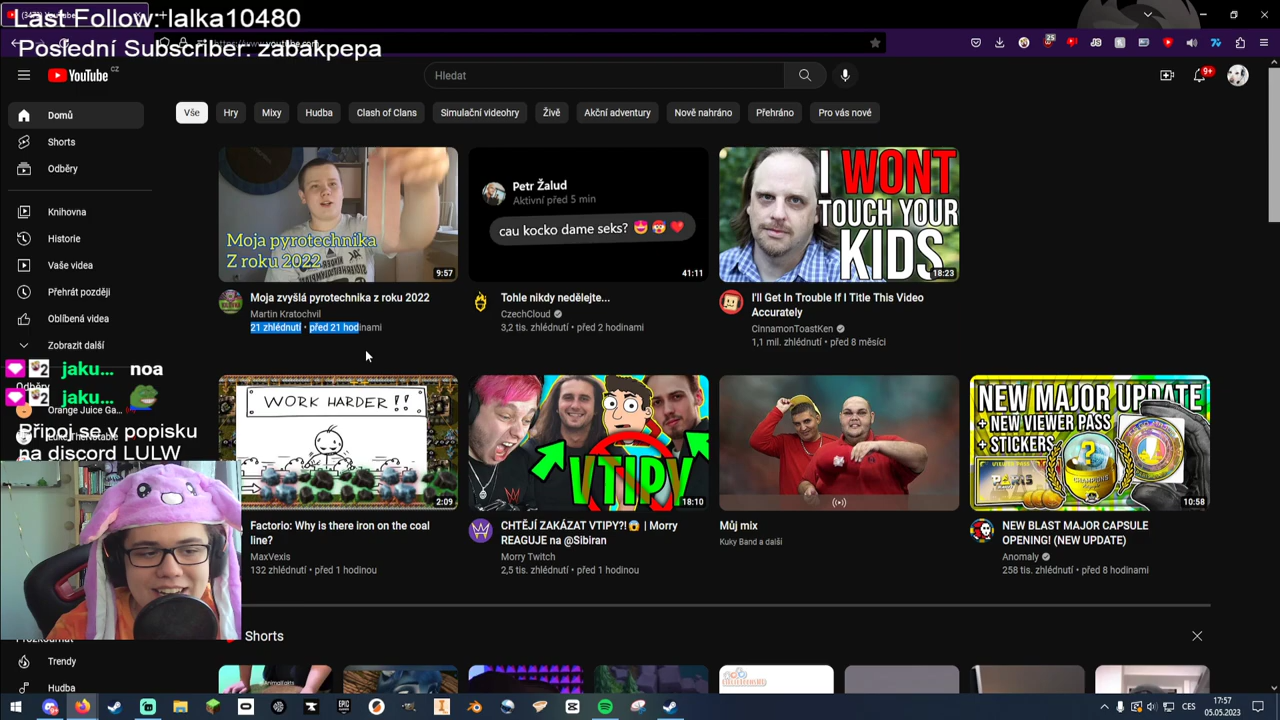 Last Follow: lalka10480
Poslední Subscriber: zabakpepa
YouTube CZ
Hledat
9+
Domů
Shorts
Odběry
Knihovna
Historie
Vaše videa
Přehrát později
Oblíbená videa
Zobrazit další
Vše
Hry
Mixy
Hudba
Clash of Clans
Simulační videohry
Živě
Akční adventury
Nově nahráno
Přehráno
Pro vás nové
Moja pyrotechnika
Z roku 2022
9:57
Moja zvyšlá pyrotechnika z roku 2022
Martin Kratochvil
21 zhlédnutí • před 21 hodinami
Petr Žalud
Aktivní před 5 min
cau kocko dame seks? 😍🥵❤️
41:11
Tohle nikdy nedělejte...
CzechCloud
3,2 tis. zhlédnutí • před 2 hodinami
I WONT
TOUCH YOUR
KIDS
18:23
I'll Get In Trouble If I Title This Video
Accurately
CinnamonToastKen
1,1 mil. zhlédnutí • před 8 měsíci
2 jaku... noa
2 jaku...
Orange Juice Ga...
Luke TheNotable
Připoj se v popisku
na discord LULW
WORK HARDER!!
2:09
Factorio: Why is there iron on the coal
line?
MaxVexis
132 zhlédnutí • před 1 hodinou
VTIPY
18:10
CHTĚJÍ ZAKÁZAT VTIPY?!😱 | Morry
REAGUJE na @Sibiran
Morry Twitch
2,5 tis. zhlédnutí • před 1 hodinou
Můj mix
Kuky Band a další
NEW MAJOR UPDATE
+ NEW VIEWER PASS
+ STICKERS
PARIS
10:58
NEW BLAST MAJOR CAPSULE
OPENING! (NEW UPDATE)
Anomaly
258 tis. zhlédnutí • před 8 hodinami
Shorts
Trendy
Hudba
CES
17:57
05.05.2023